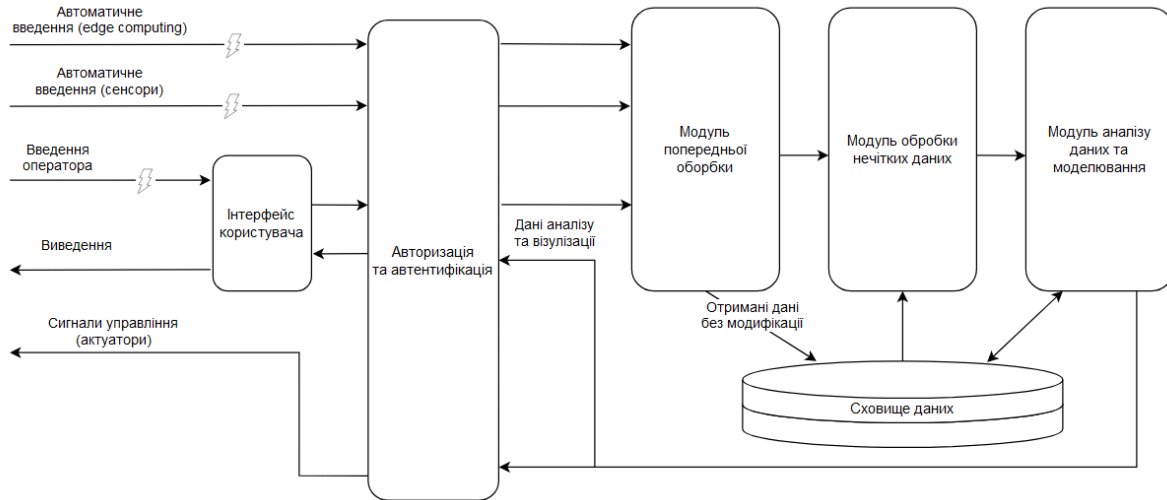 Автоматичне
введення (edge computing)
Автоматичне
введення (сенсори)
Введення
оператора
Інтерфейс
користувача
Виведення
Сигнали управління
(актуатори)
Авторизація
та автентифікація
Дані аналізу
та візулізації
Модуль
попередньої
оборбки
Модуль обробки
нечітких даних
Модуль аналізу
даних та
моделювання
Отримані дані
без модифікації
Сховище даних